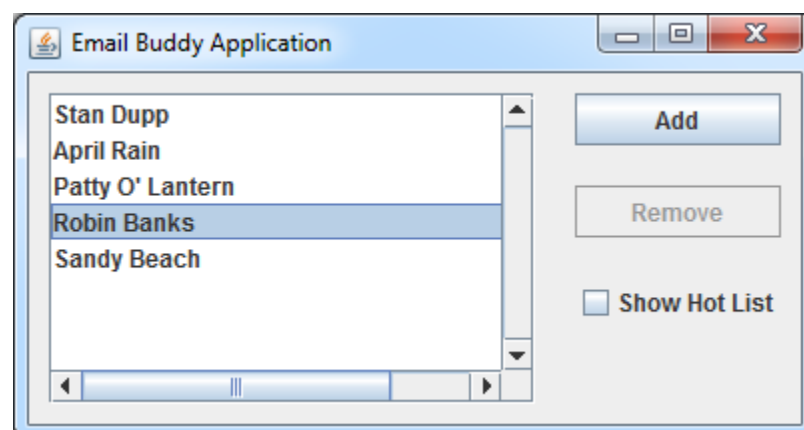 Email Buddy Application
Stan Dupp
April Rain
Patty O' Lantern
Robin Banks
Sandy Beach
Add
Remove
Show Hot List